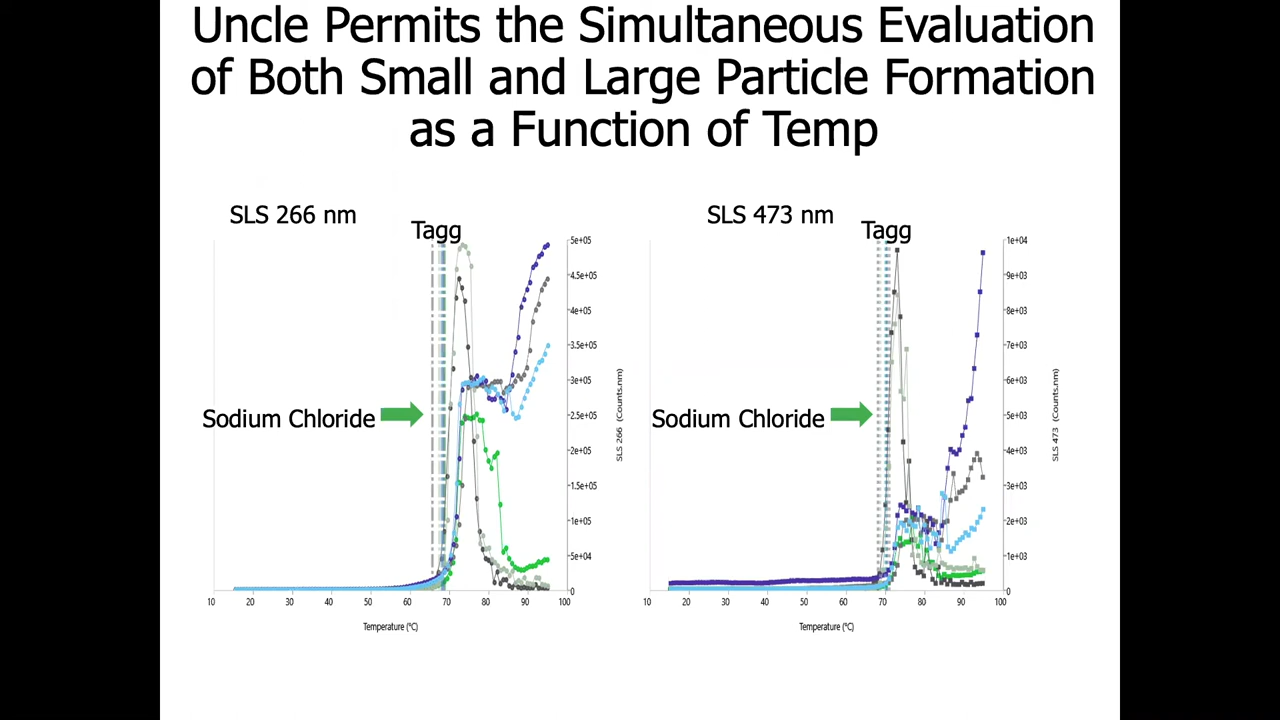 Uncle Permits the Simultaneous Evaluation
of Both Small and Large Particle Formation
as a Function of Temp
SLS 266 nm
Tagg
5e+05
4.5e+05
4e+05
3.5e+05
3e+05
2.5e+05
2e+05
1.5e+05
1e+05
5e+04
0
SLS 266 (Counts.nm)
Sodium Chloride
10 20 30 40 50 60 70 80 90 100
Temperature (°C)
SLS 473 nm
Tagg
1e+04
9e+03
8e+03
7e+03
6e+03
5e+03
4e+03
3e+03
2e+03
1e+03
0
SLS 473 (Counts.nm)
Sodium Chloride
10 20 30 40 50 60 70 80 90 100
Temperature (°C)